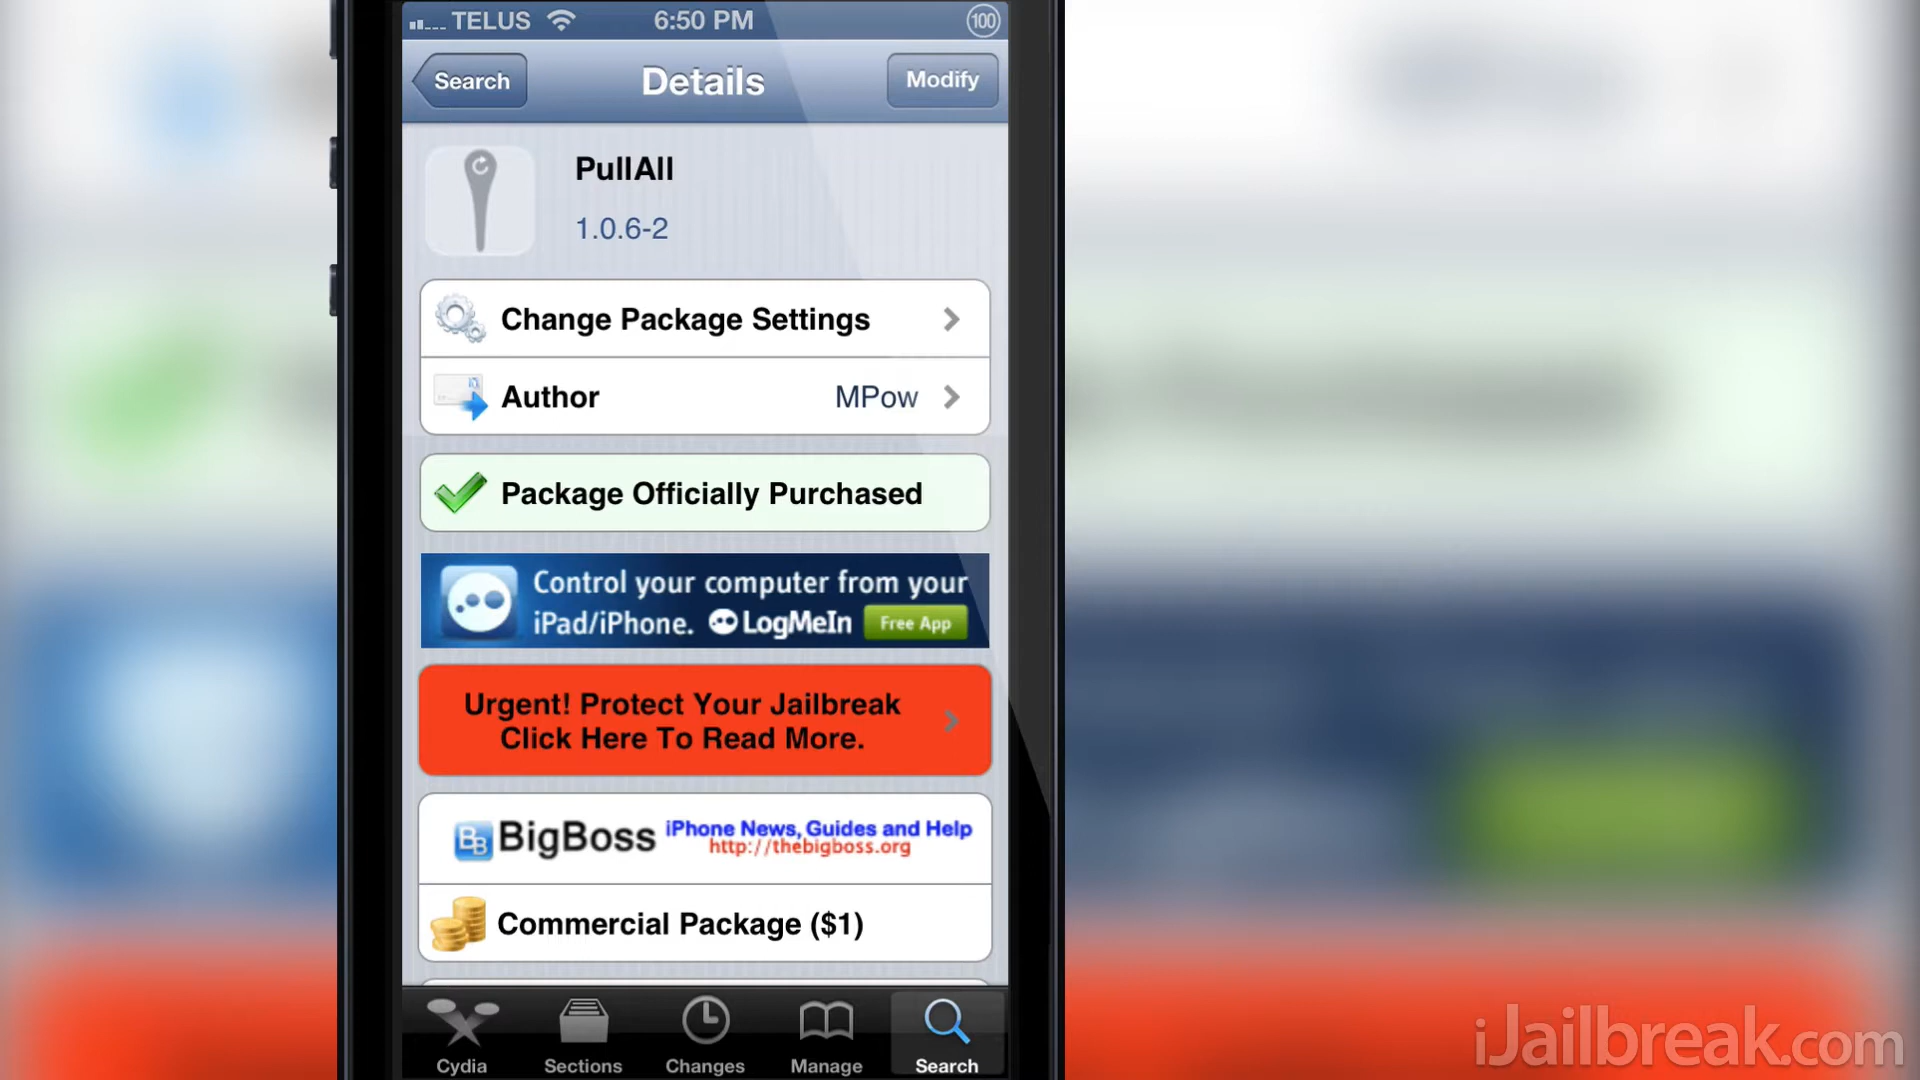 TELUS 6:50 PM 100
Search Details Modify
PullAll
1.0.6-2
Change Package Settings
Author MPow
Package Officially Purchased
Control your computer from your
iPad/iPhone. LogMeIn Free App
Urgent! Protect Your Jailbreak
Click Here To Read More.
BB BigBoss iPhone News, Guides and Help
http://thebigboss.org
Commercial Package ($1)
Cydia Sections Changes Manage Search
iJailbreak.com